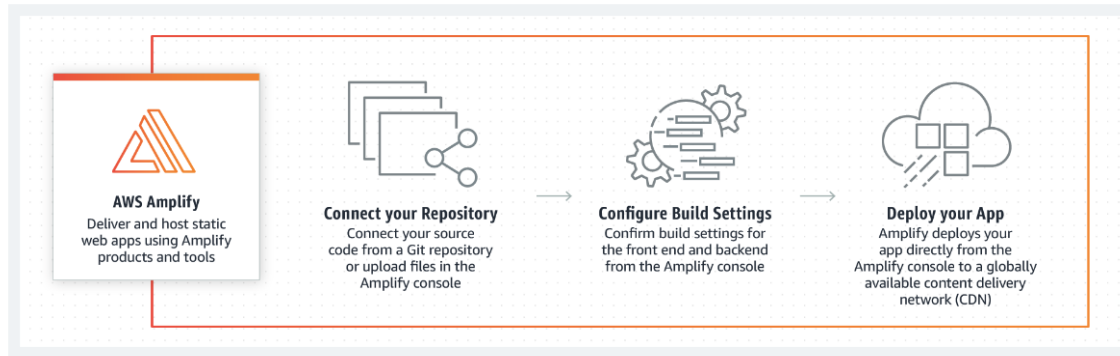 AWS Amplify
Deliver and host static
web apps using Amplify
products and tools
Connect your Repository
Connect your source
code from a Git repository
or upload files in the
Amplify console
Configure Build Settings
Confirm build settings for
the front end and backend
from the Amplify console
Deploy your App
Amplify deploys your
app directly from the
Amplify console to a globally
available content delivery
network (CDN)